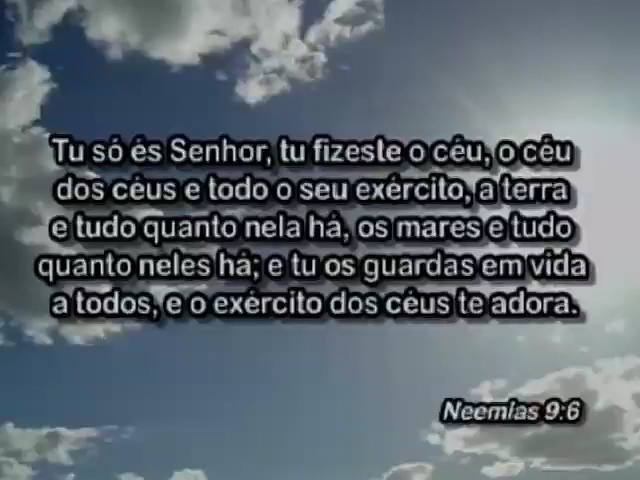 Tu só és Senhor, tu fizeste o céu, o céu
dos céus e todo o seu exército, a terra
e tudo quanto nela há, os mares e tudo
quanto neles há; e tu os guardas em vida
a todos, e o exército dos céus te adora.
Neemias 9:6